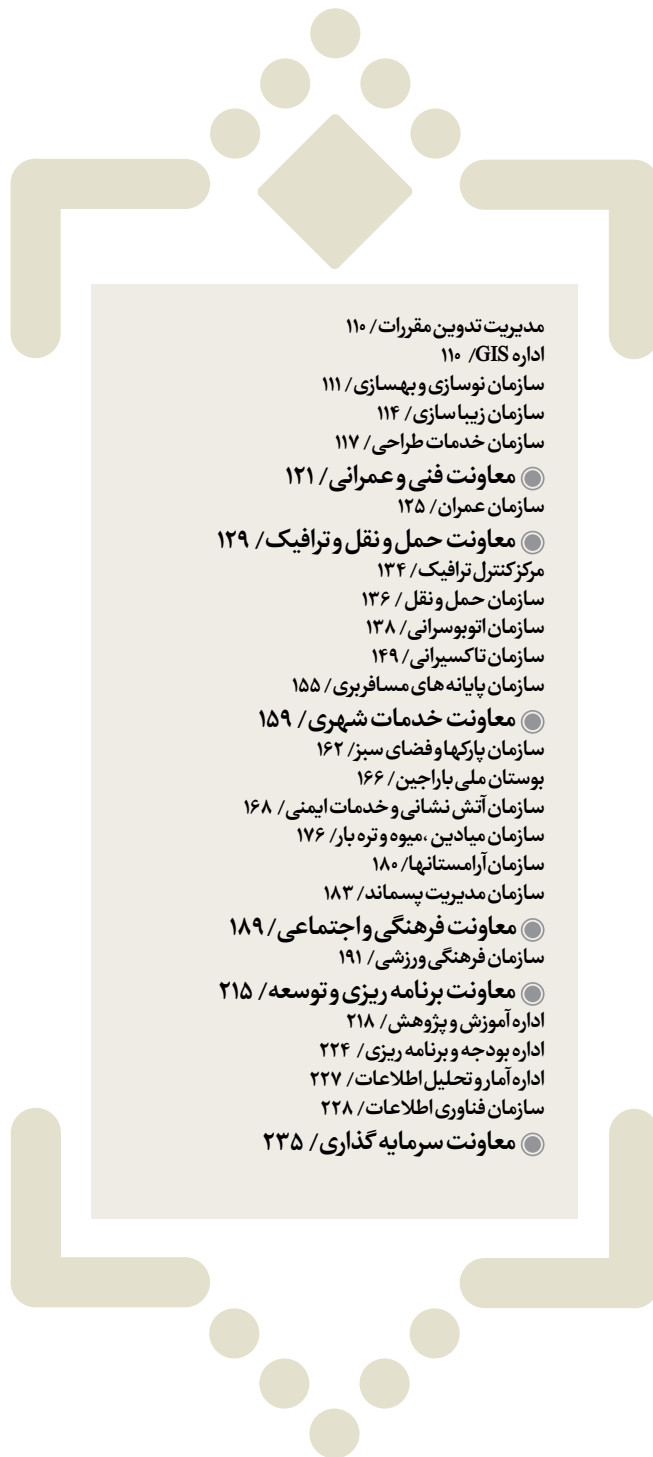 مدیریت تدوین مقررات/ ۱۱۰
اداره GIS/ ۱۱۰
سازمان نوسازی و بهسازی/ ۱۱۱
سازمان زیباسازی/ ۱۱۴
سازمان خدمات طراحی/ ۱۱۷
معاونت فنی و عمرانی/ ۱۲۱
سازمان عمران/ ۱۲۵
معاونت حمل و نقل و ترافیک/ ۱۲۹
مرکز کنترل ترافیک/ ۱۳۴
سازمان حمل و نقل/ ۱۳۶
سازمان اتوبوسرانی/ ۱۳۸
سازمان تاکسیرانی/ ۱۴۹
سازمان پایانه های مسافربری/ ۱۵۵
معاونت خدمات شهری/ ۱۵۹
سازمان پارکها و فضای سبز/ ۱۶۲
بوستان ملی باراجین/ ۱۶۶
سازمان آتش نشانی و خدمات ایمنی/ ۱۶۸
سازمان میادین ،میوه و تره بار/ ۱۷۶
سازمان آرامستانها/ ۱۸۰
سازمان مدیریت پسماند/ ۱۸۳
معاونت فرهنگی و اجتماعی/ ۱۸۹
سازمان فرهنگی ورزشی/ ۱۹۱
معاونت برنامه ریزی و توسعه/ ۲۱۵
اداره آموزش و پژوهش/ ۲۱۸
اداره بودجه و برنامه ریزی/ ۲۲۴
اداره آمار و تحلیل اطلاعات/ ۲۲۷
سازمان فناوری اطلاعات/ ۲۲۸
معاونت سرمایه گذاری/ ۲۳۵